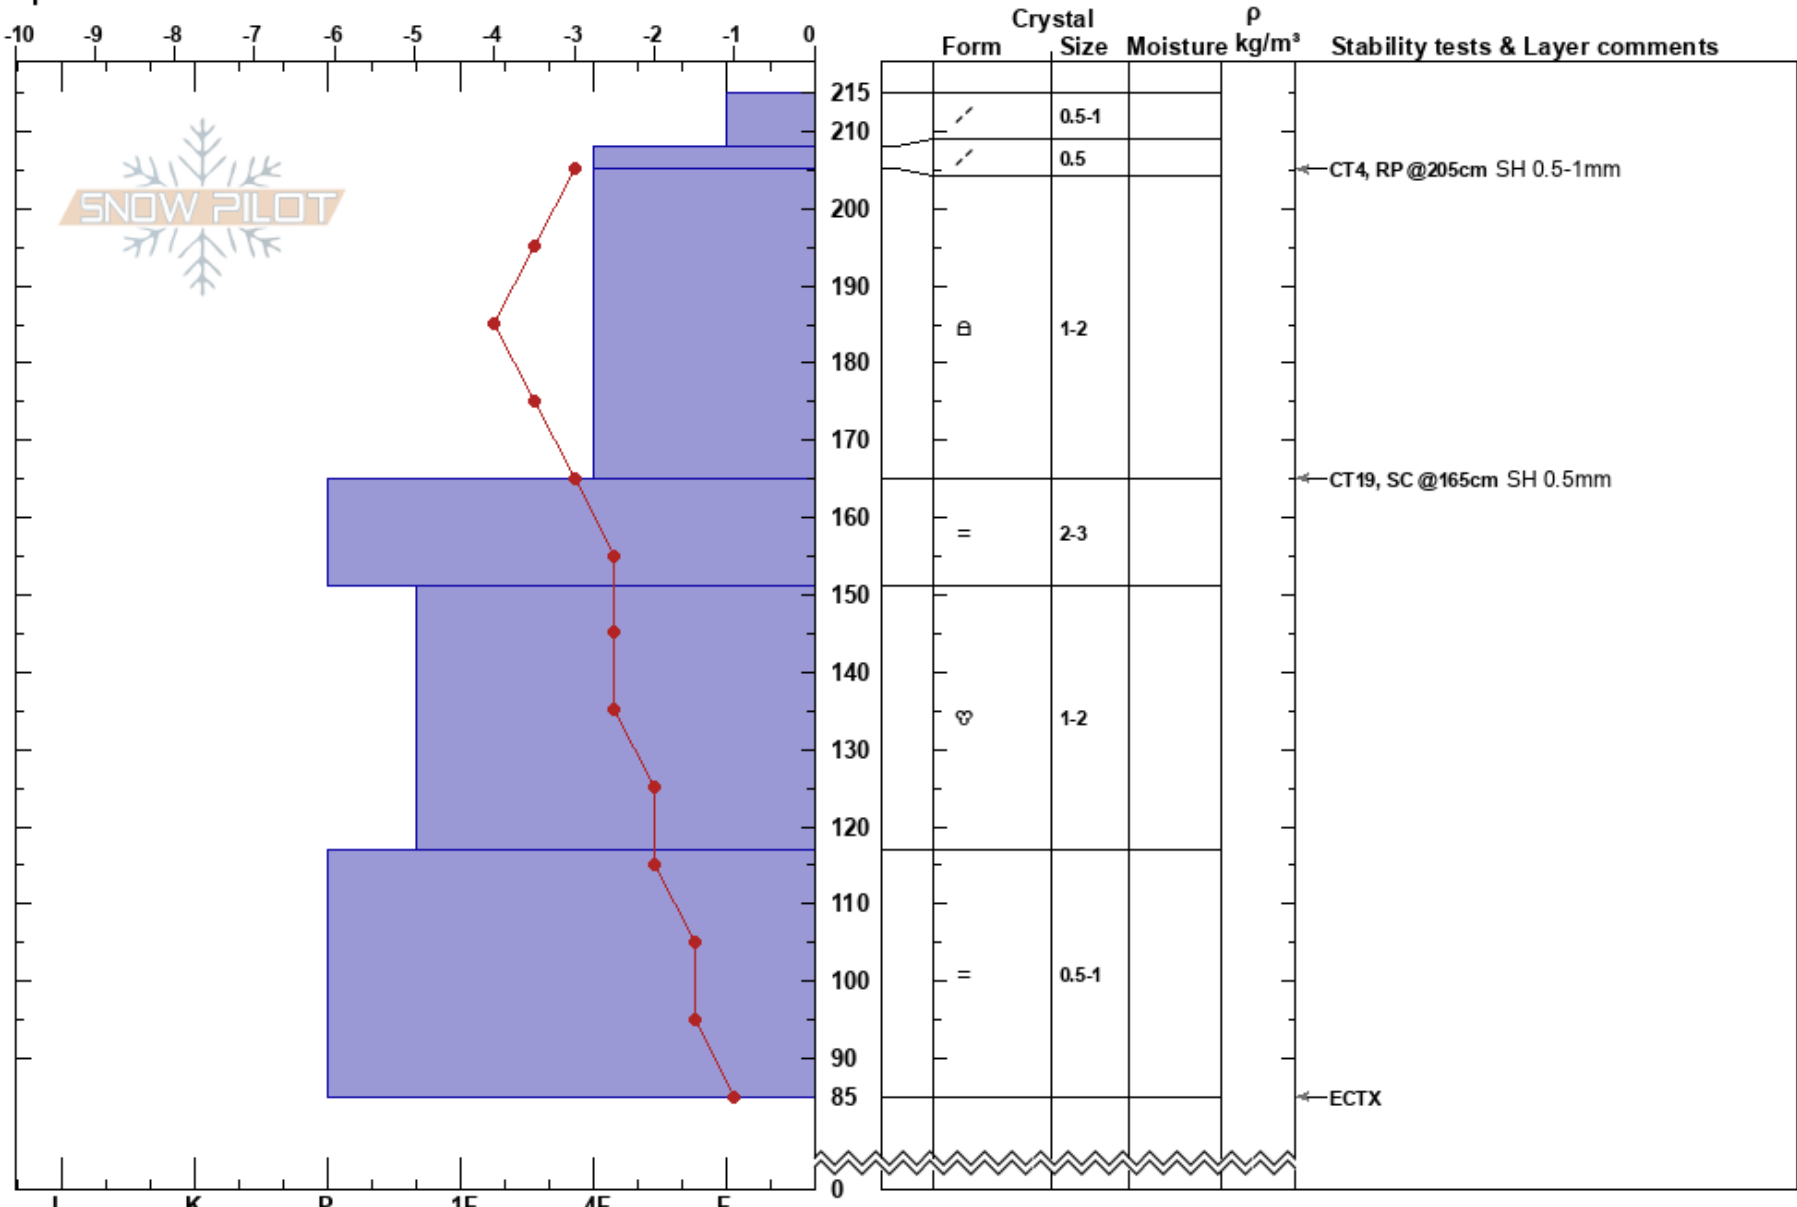 Crystal ρ
-10 -9 -8 -7 -6 -5 -4 -3 -2 -1 0
Form Size Moisture kg/m³ Stability tests & Layer comments
215
0.5-1
210
0.5
CT4, RP @205cm SH 0.5-1mm
SNOW PILOT
200
190
1-2
180
170
CT19, SC @165cm SH 0.5mm
160
= 2-3
150
140
1-2
130
120
110
100
= 0.5-1
90
85
ECTX
0
I K P 1F 4F F